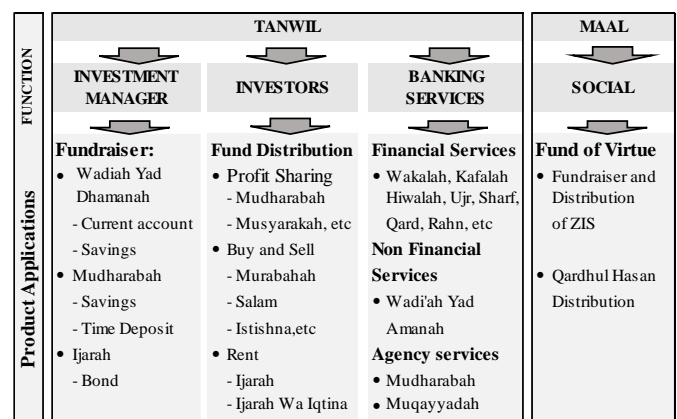 TANWIL
MAAL
FUNCTION
INVESTMENT
MANAGER
INVESTORS
BANKING
SERVICES
SOCIAL
Product Applications
Fundraiser:
• Wadiah Yad
Dhamanah
- Current account
- Savings
• Mudharabah
- Savings
- Time Deposit
• Ijarah
- Bond
Fund Distribution
• Profit Sharing
- Mudharabah
- Musyarakah, etc
• Buy and Sell
- Murabahah
- Salam
- Istishna,etc
• Rent
- Ijarah
- Ijarah Wa Iqtina
Financial Services
• Wakalah, Kafalah
Hiwalah, Ujr, Sharf,
Qard, Rahn, etc
Non Financial
Services
• Wadi'ah Yad
Amanah
Agency services
• Mudharabah
• Muqayyadah
Fund of Virtue
• Fundraiser and
Distribution
of ZIS
• Qardhul Hasan
Distribution